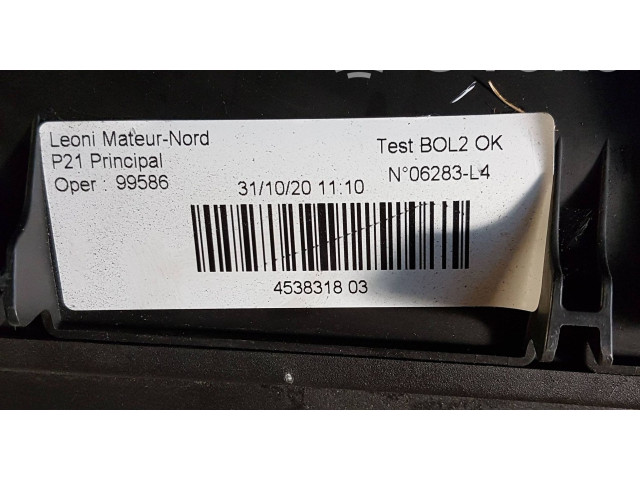 Leoni Mateur-Nord
P21 Principal
Oper : 99586
Test BOL2 OK
31/10/20 11:10
N°06283-L4
4538318 03